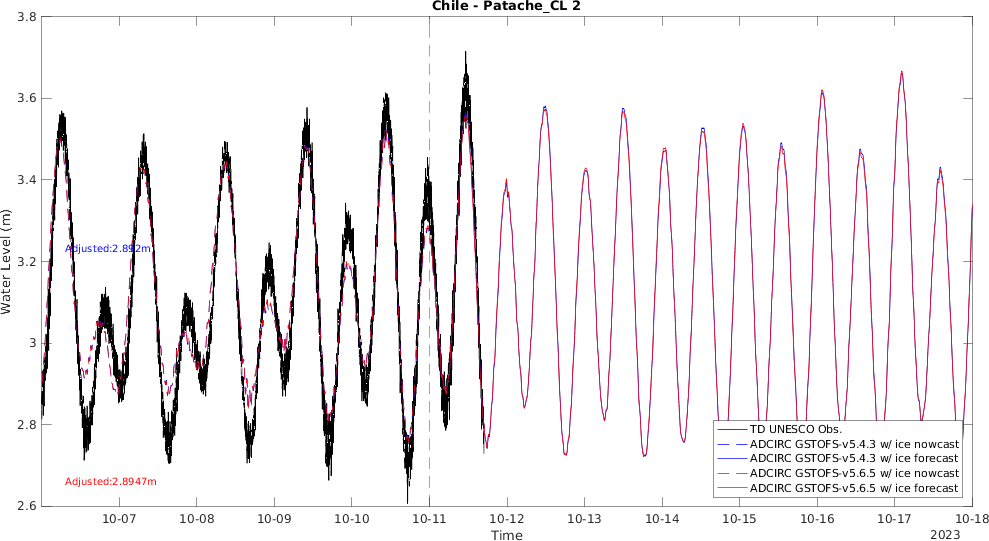 Chile - Patache_CL 2
3.8
3.6
3.4
3.2
3
2.8
2.6
Water Level (m)
Adjusted:2.892m
Adjusted:2.8947m
TD UNESCO Obs.
ADCIRC GSTOFS-v5.4.3 w/ ice nowcast
ADCIRC GSTOFS-v5.4.3 w/ ice forecast
ADCIRC GSTOFS-v5.6.5 w/ ice nowcast
ADCIRC GSTOFS-v5.6.5 w/ ice forecast
10-07 10-08 10-09 10-10 10-11 10-12 10-13 10-14 10-15 10-16 10-17 10-18
Time
2023